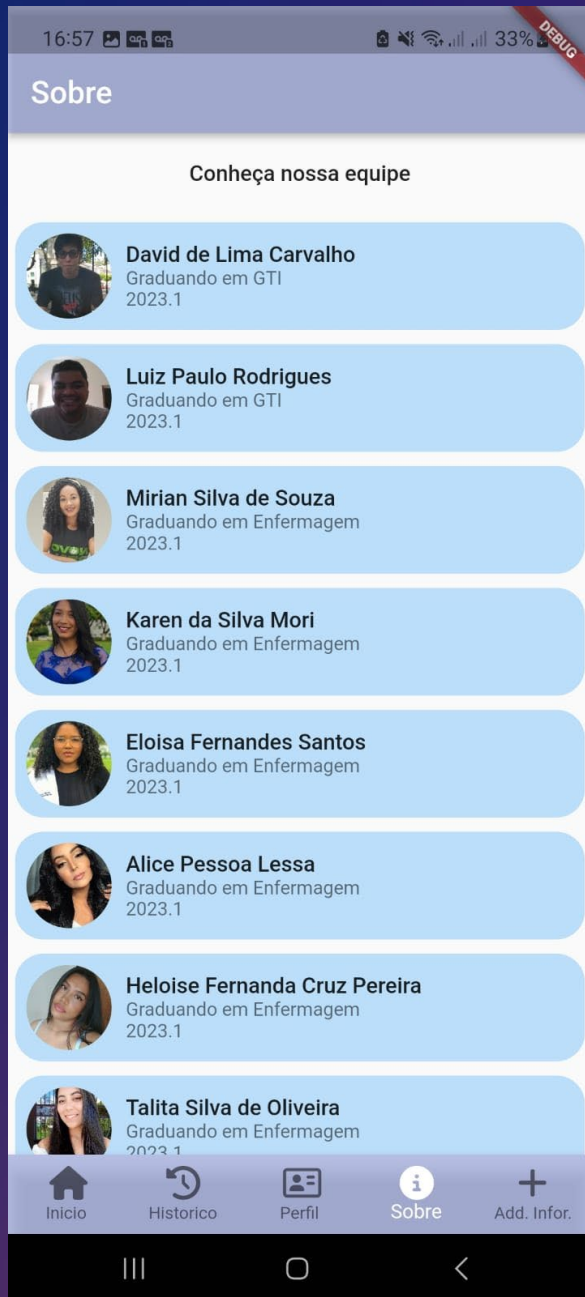 16:57 33%
DEBUG
Sobre
Conheça nossa equipe
David de Lima Carvalho
Graduando em GTI
2023.1
Luiz Paulo Rodrigues
Graduando em GTI
2023.1
Mirian Silva de Souza
Graduando em Enfermagem
2023.1
Karen da Silva Mori
Graduando em Enfermagem
2023.1
Eloisa Fernandes Santos
Graduando em Enfermagem
2023.1
Alice Pessoa Lessa
Graduando em Enfermagem
2023.1
Heloise Fernanda Cruz Pereira
Graduando em Enfermagem
2023.1
Talita Silva de Oliveira
Graduando em Enfermagem
2023.1
Inicio Historico Perfil Sobre Add. Infor.